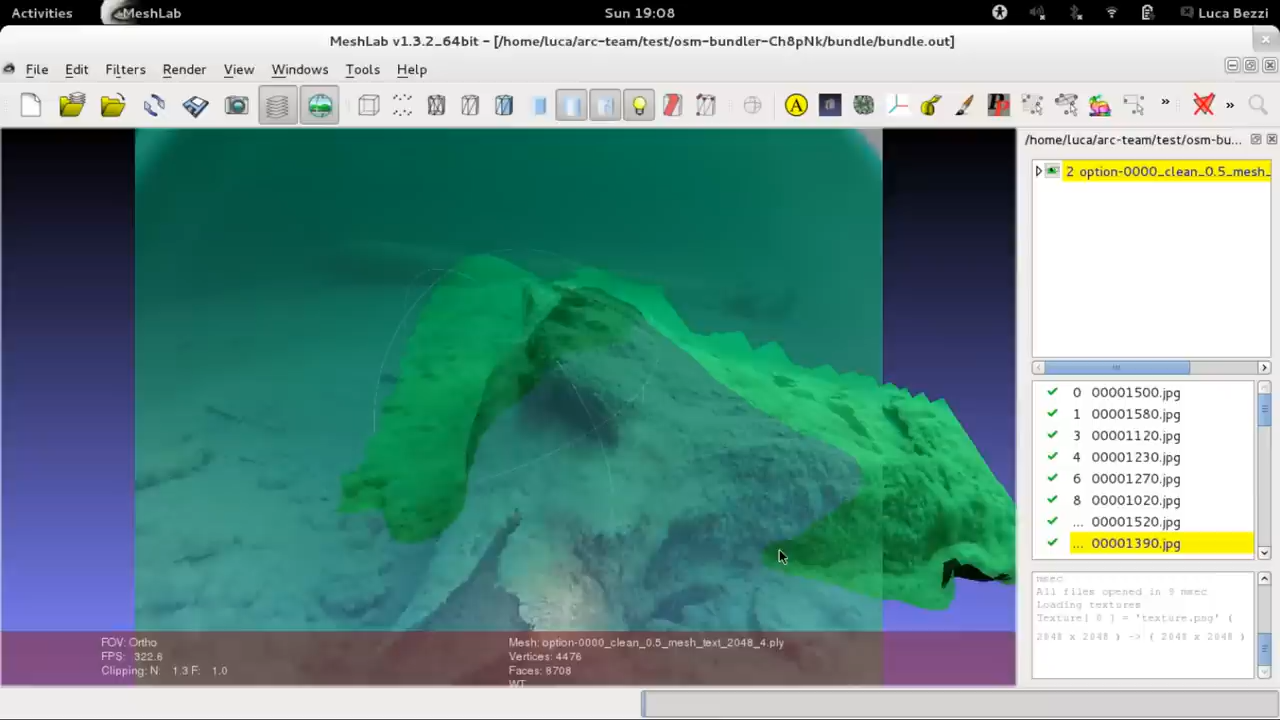 Activities MeshLab Sun 19:08 Luca Bezzi
MeshLab v1.3.2_64bit - [/home/luca/arc-team/test/osm-bundler-Ch8pNk/bundle/bundle.out]
File Edit Filters Render View Windows Tools Help
A » »
/home/luca/arc-team/test/osm-bu...
2 option-0000_clean_0.5_mesh_
0 00001500.jpg
1 00001580.jpg
3 00001120.jpg
4 00001230.jpg
6 00001270.jpg
8 00001020.jpg
... 00001520.jpg
... 00001390.jpg
msec
All files opened in 9 msec
Loading textures
Texture[ 0 ] = 'texture.png' (
2048 x 2048 ) -> ( 2048 x 2048 )
FOV: Ortho
FPS: 322.6
Clipping: N: 1.3 F: 1.0
Mesh: option-0000_clean_0.5_mesh_text_2048_4.ply
Vertices: 4476
Faces: 8708
WT